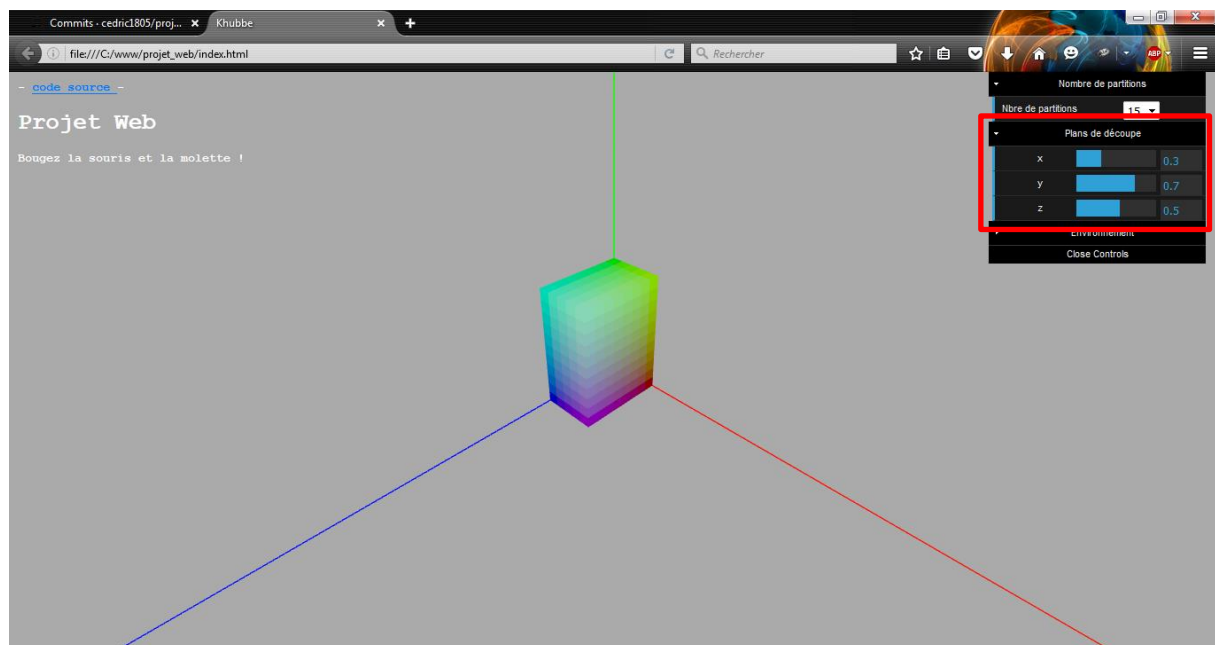 Commits - cedric1805/proj...
Khubbe
file:///C:/www/projet_web/index.html
Rechercher
ABP
- code source -
Projet Web
Bougez la souris et la molette !
Nombre de partitions
Nbre de partitions 15
Plans de découpe
x 0.3
y 0.7
z 0.5
Environnement
Close Controls